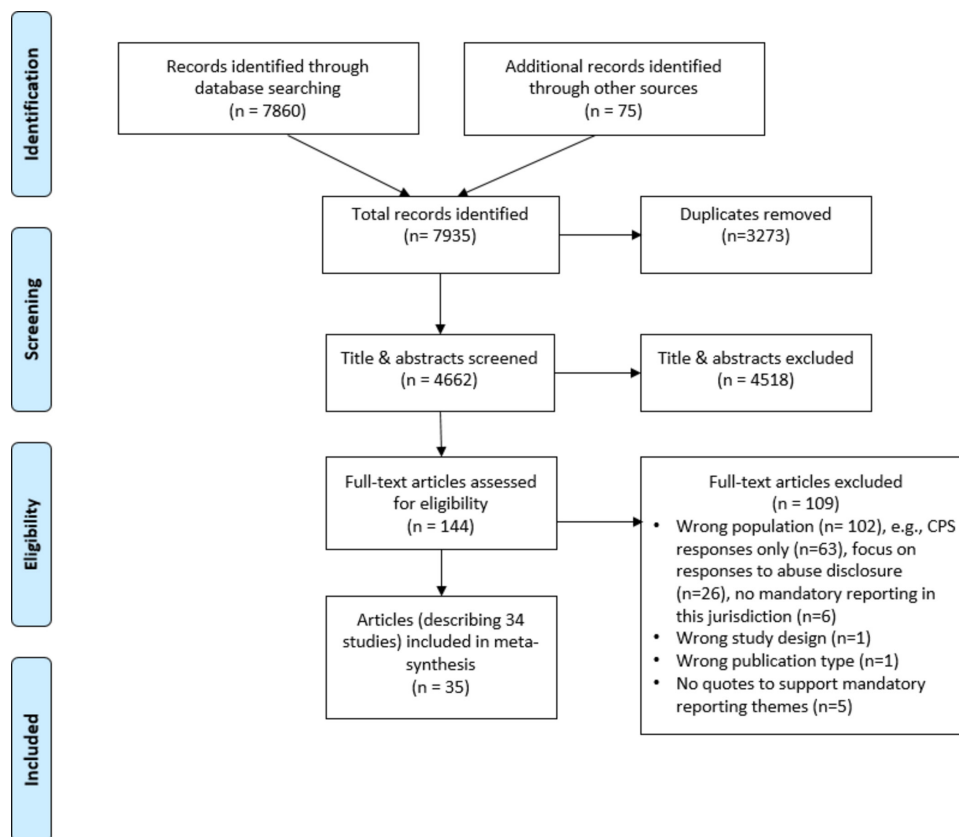 Identification
Records identified through
database searching
(n = 7860)
Additional records identified
through other sources
(n = 75)
Total records identified
(n= 7935)
Duplicates removed
(n=3273)
Screening
Title & abstracts screened
(n = 4662)
Title & abstracts excluded
(n = 4518)
Eligibility
Full-text articles assessed
for eligibility
(n = 144)
Full-text articles excluded
(n = 109)
• Wrong population (n= 102), e.g., CPS
responses only (n=63), focus on
responses to abuse disclosure
(n=26), no mandatory reporting in
this jurisdiction (n=6)
• Wrong study design (n=1)
• Wrong publication type (n=1)
• No quotes to support mandatory
reporting themes (n=5)
Included
Articles (describing 34
studies) included in meta-
synthesis
(n = 35)